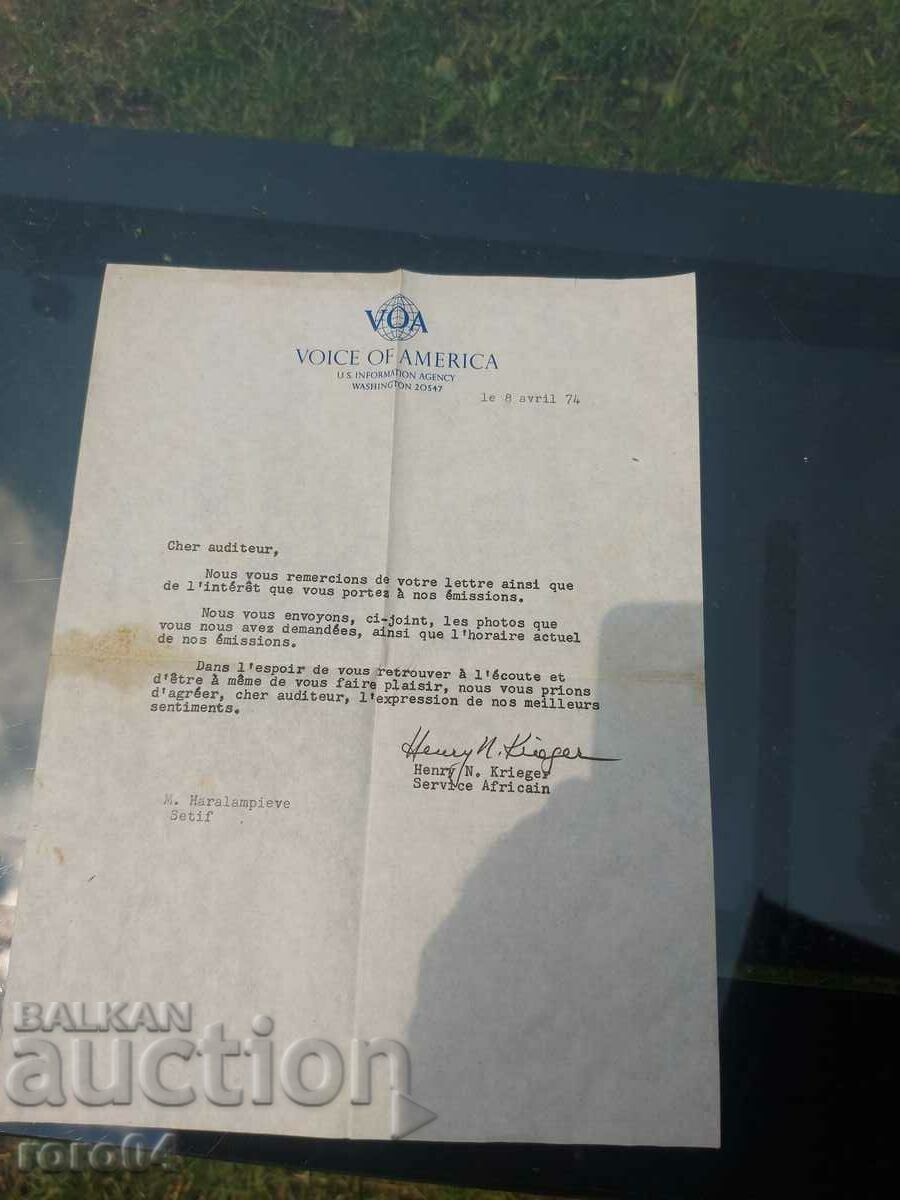 VOA
VOICE OF AMERICA
U.S. INFORMATION AGENCY
WASHINGTON 20547
le 8 avril 74
Cher auditeur,
Nous vous remercions de votre lettre ainsi que
de l'intérêt que vous portez à nos émissions.
Nous vous envoyons, ci-joint, les photos que
vous nous avez demandées, ainsi que l'horaire actuel
de nos émissions.
Dans l'espoir de vous retrouver à l'écoute et
d'être à même de vous faire plaisir, nous vous prions
d'agréer, cher auditeur, l'expression de nos meilleurs
sentiments.
Henry N. Krieger
Henry N. Krieger
Service Africain
M. Haralampieve
Setif
BALKAN
auction
roro04